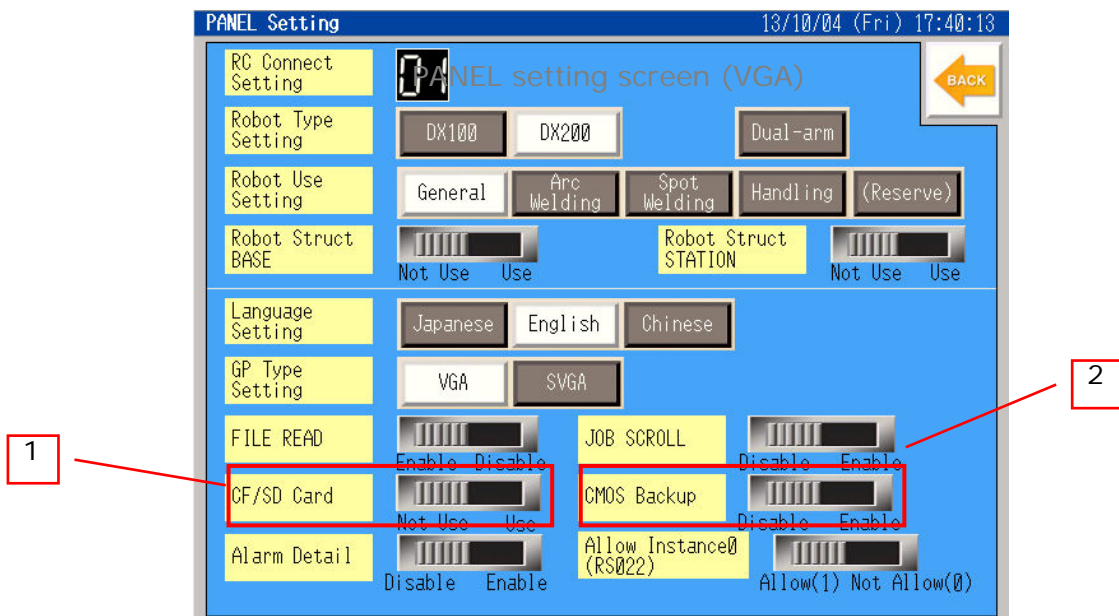 PANEL Setting 13/10/04 (Fri) 17:40:13
RC Connect
Setting
01
PANEL setting screen (VGA)
BACK
Robot Type
Setting
DX100 DX200 Dual-arm
Robot Use
Setting
General Arc
Welding Spot
Welding Handling (Reserve)
Robot Struct
BASE
Not Use Use
Robot Struct
STATION
Not Use Use
Language
Setting
Japanese English Chinese
GP Type
Setting
VGA SVGA
2
1
FILE READ
Enable Disable
JOB SCROLL
Disable Enable
CF/SD Card
Not Use Use
CMOS Backup
Disable Enable
Alarm Detail
Disable Enable
Allow Instance0
(RS022)
Allow(1) Not Allow(0)